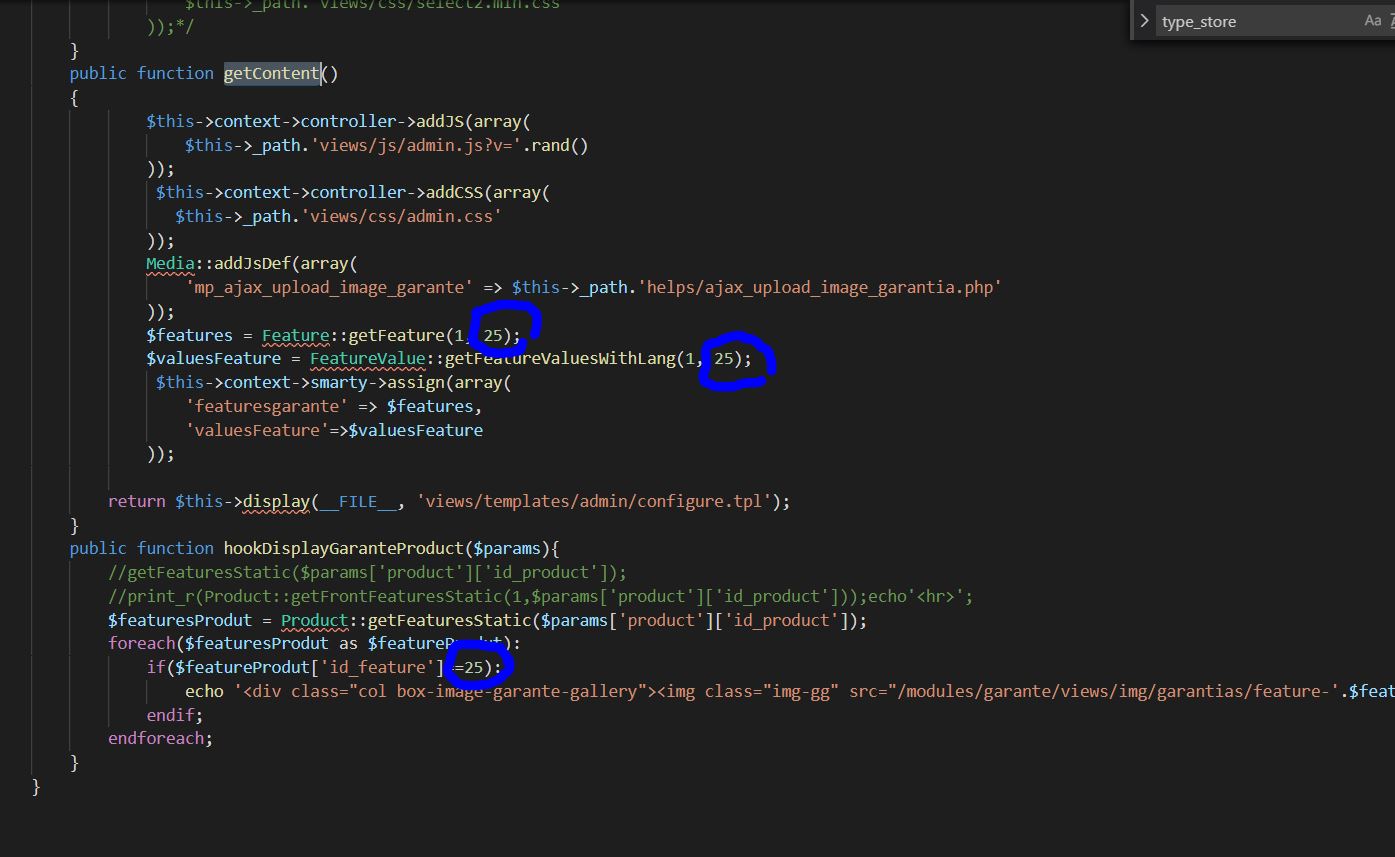 $this->_path.'views/css/select2.min.css'
));*/
}
public function getContent()
{
$this->context->controller->addJS(array(
$this->_path.'views/js/admin.js?v='.rand()
));
$this->context->controller->addCSS(array(
$this->_path.'views/css/admin.css'
));
Media::addJsDef(array(
'mp_ajax_upload_image_garante' => $this->_path.'helps/ajax_upload_image_garantia.php'
));
$features = Feature::getFeature(1, 25);
$valuesFeature = FeatureValue::getFeatureValuesWithLang(1, 25);
$this->context->smarty->assign(array(
'featuresgarante' => $features,
'valuesFeature'=>$valuesFeature
));
return $this->display(__FILE__, 'views/templates/admin/configure.tpl');
}
public function hookDisplayGaranteProduct($params){
//getFeaturesStatic($params['product']['id_product']);
//print_r(Product::getFrontFeaturesStatic(1,$params['product']['id_product']));echo'<hr>';
$featuresProdut = Product::getFeaturesStatic($params['product']['id_product']);
foreach($featuresProdut as $featureProdut):
if($featureProdut['id_feature']==25):
echo '<div class="col box-image-garante-gallery"><img class="img-gg" src="/modules/garante/views/img/garantias/feature-'.$feat
endif;
endforeach;
}
}
type_store
Aa